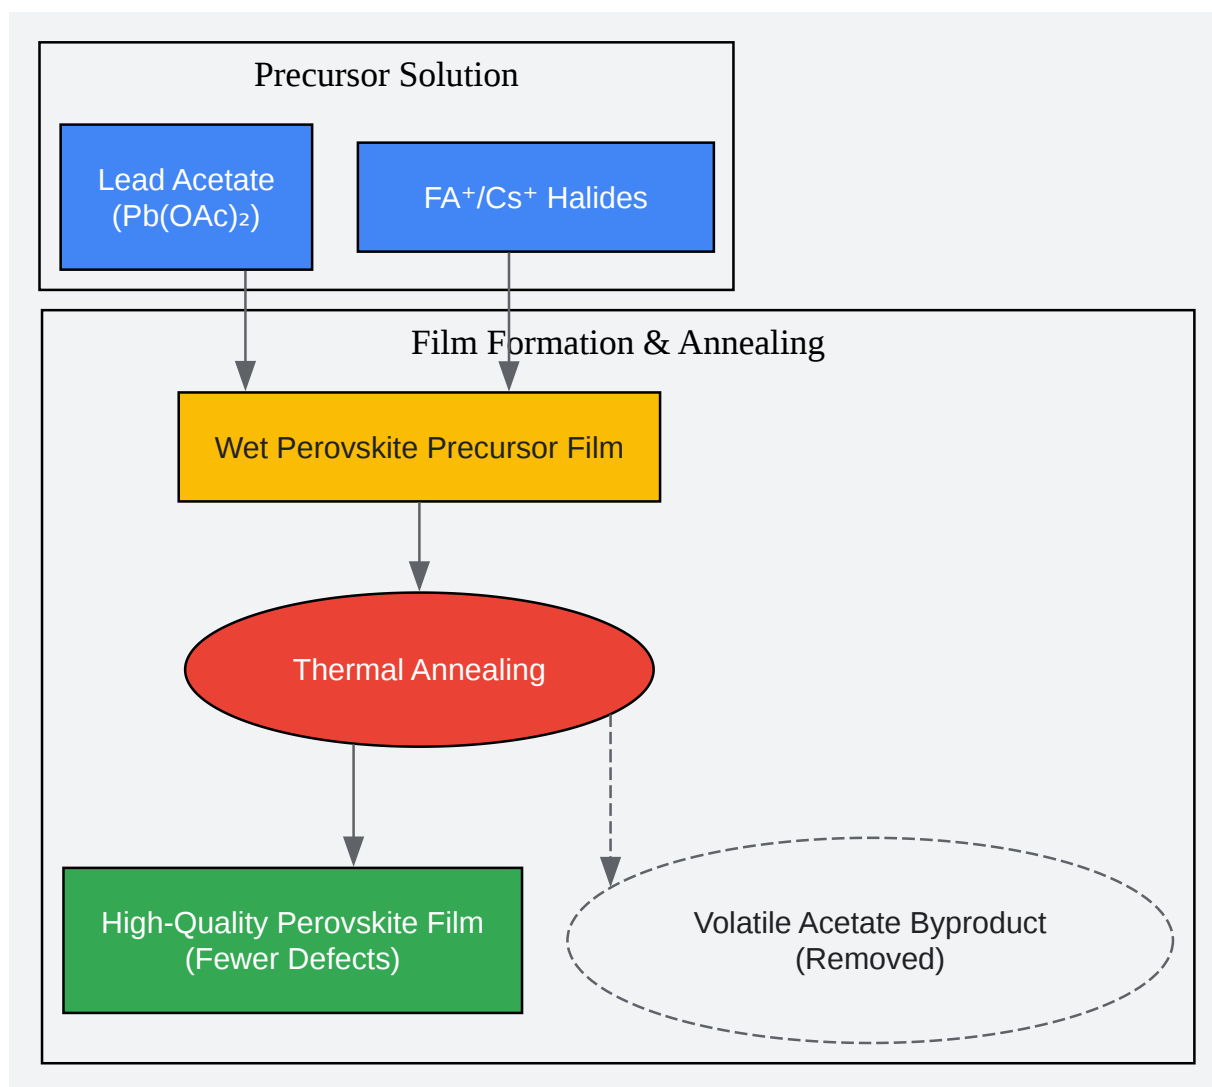 Precursor Solution
Lead Acetate
(Pb(OAc)₂)
FA⁺/Cs⁺ Halides
Film Formation & Annealing
Wet Perovskite Precursor Film
Thermal Annealing
High-Quality Perovskite Film
(Fewer Defects)
Volatile Acetate Byproduct
(Removed)